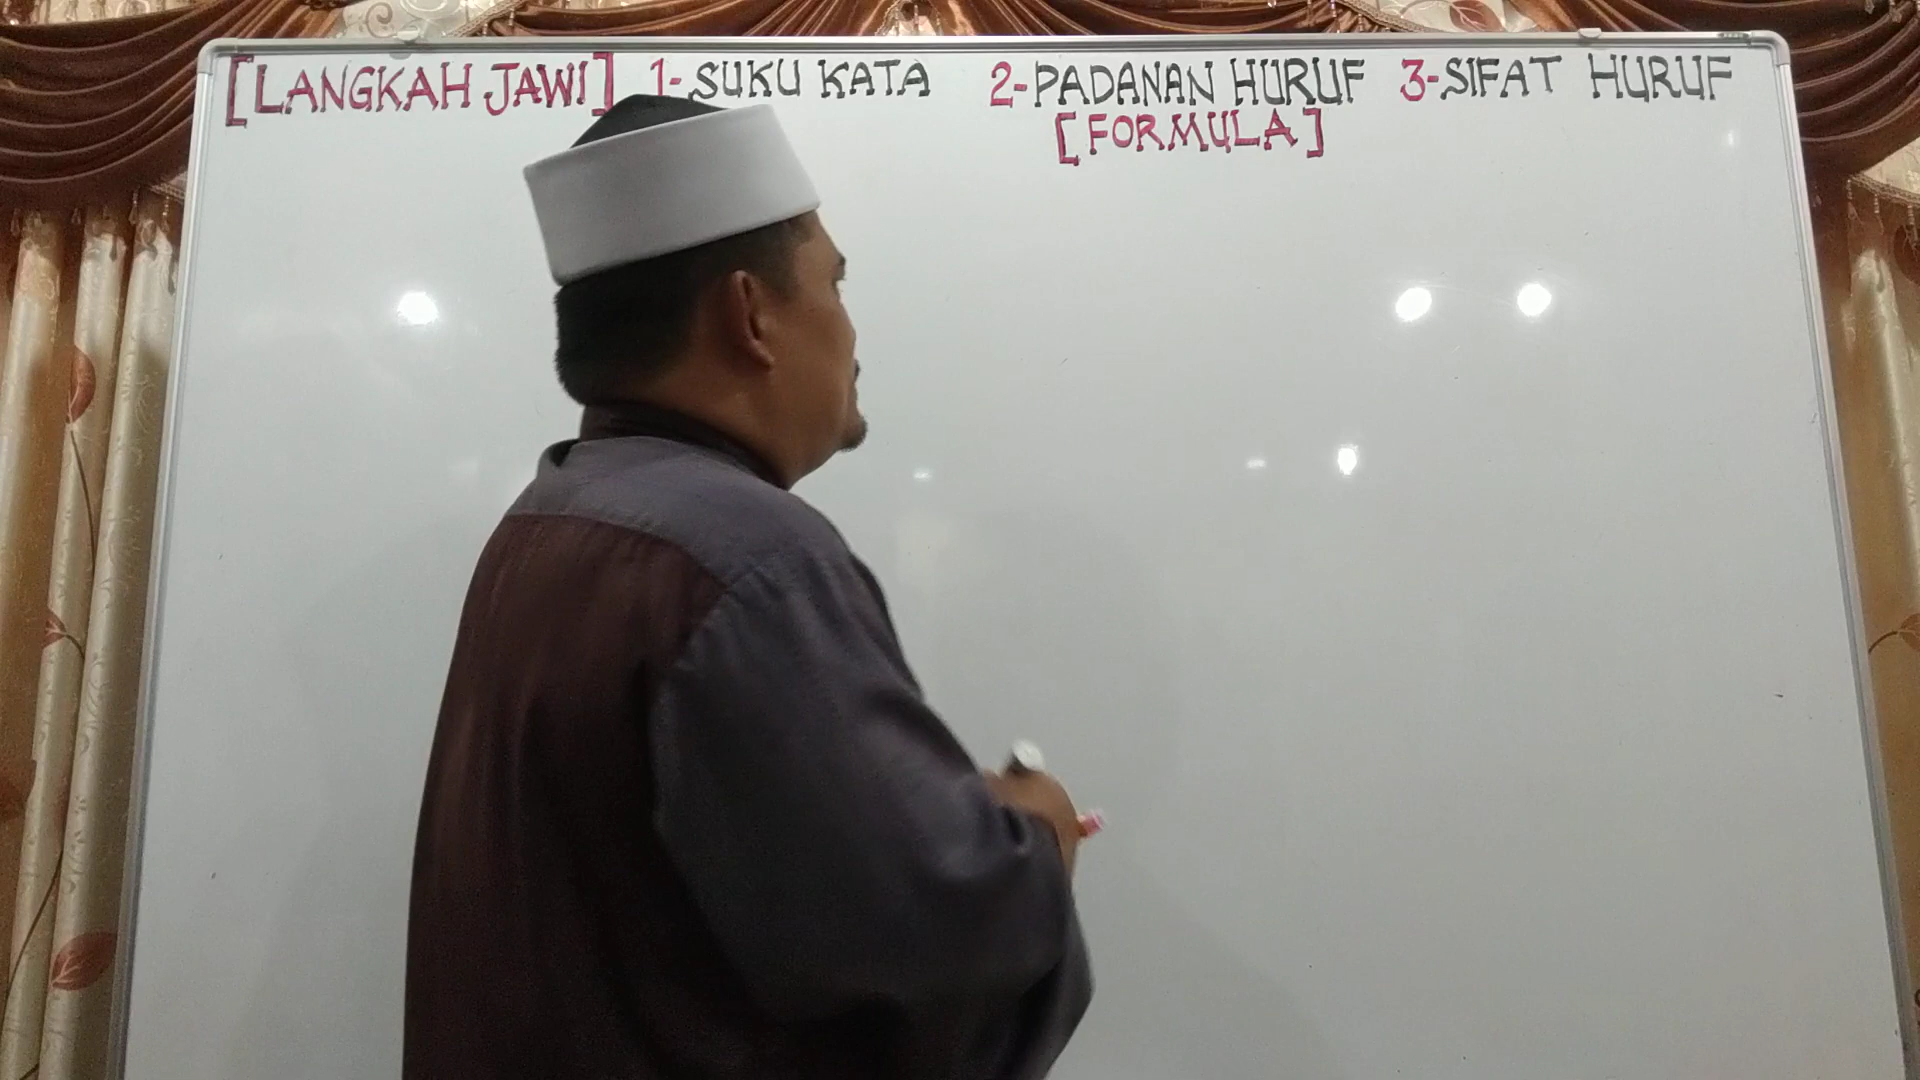 [LANGKAH JAWI] 1-SUKU KATA 2-PADANAN HURUF 3-SIFAT HURUF
[FORMULA]